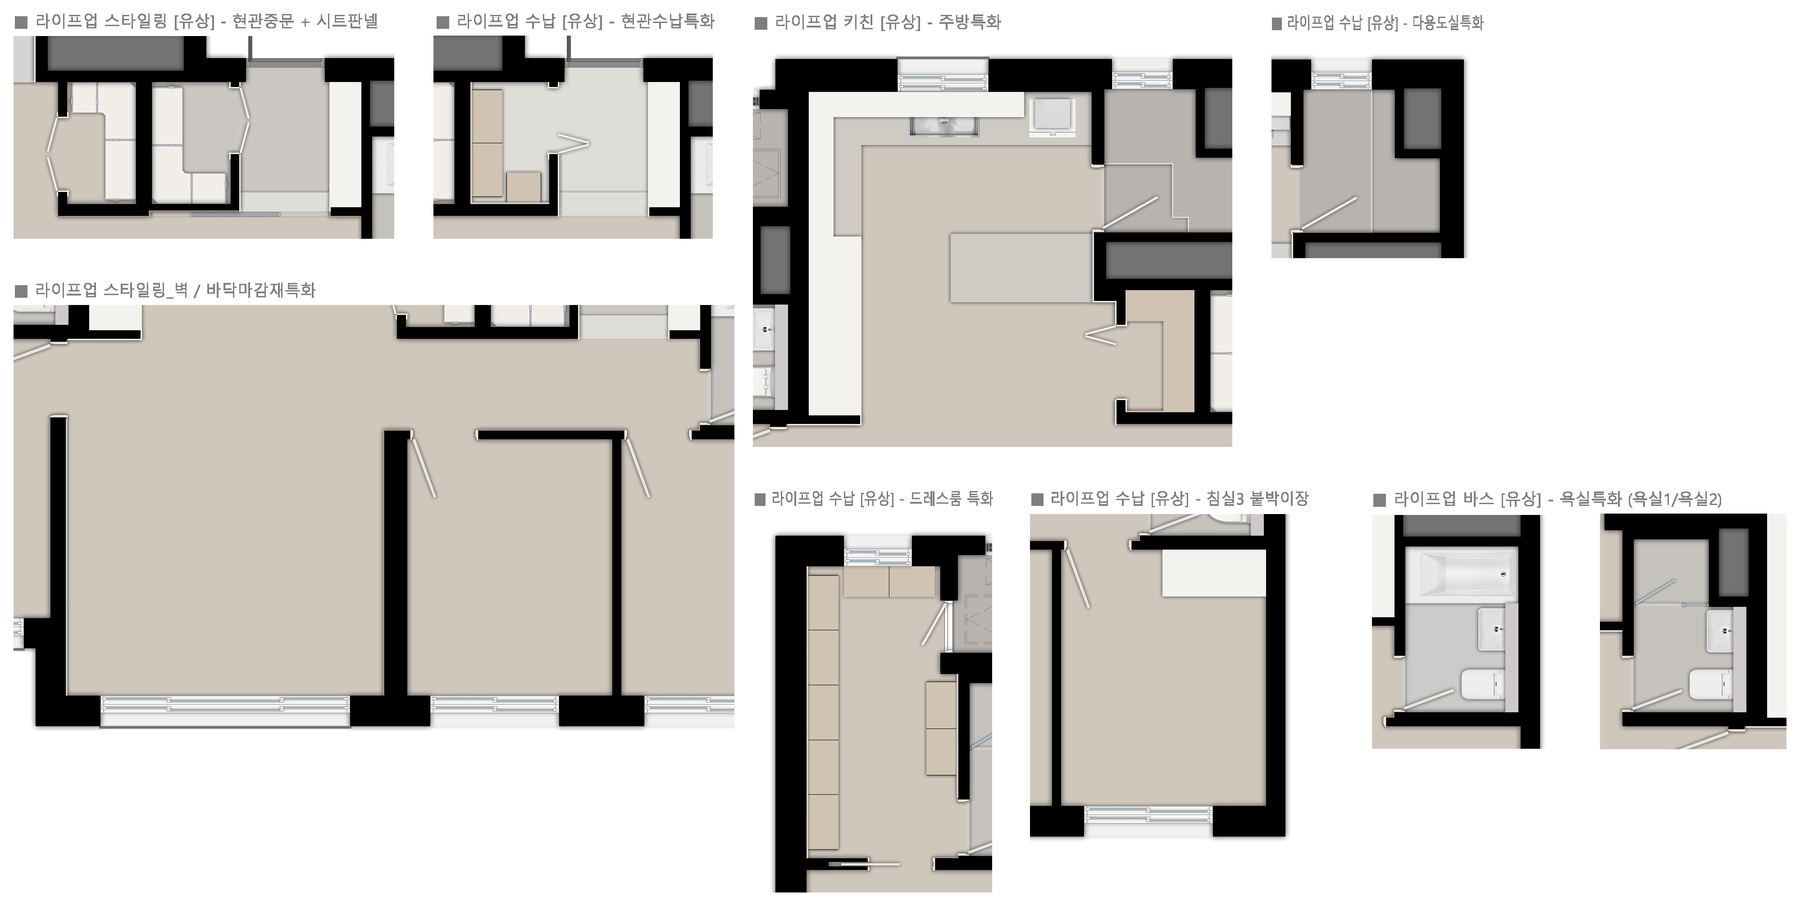 ■ 라이프업 스타일링 [유상] - 현관중문 + 시트판넬
■ 라이프업 수납 [유상] - 현관수납특화
■ 라이프업 키친 [유상] - 주방특화
■ 라이프업 수납 [유상] - 다용도실특화
■ 라이프업 스타일링_벽 / 바닥마감재특화
■ 라이프업 수납 [유상] - 드레스룸 특화
■ 라이프업 수납 [유상] - 침실3 붙박이장
■ 라이프업 바스 [유상] - 욕실특화 (욕실1/욕실2)